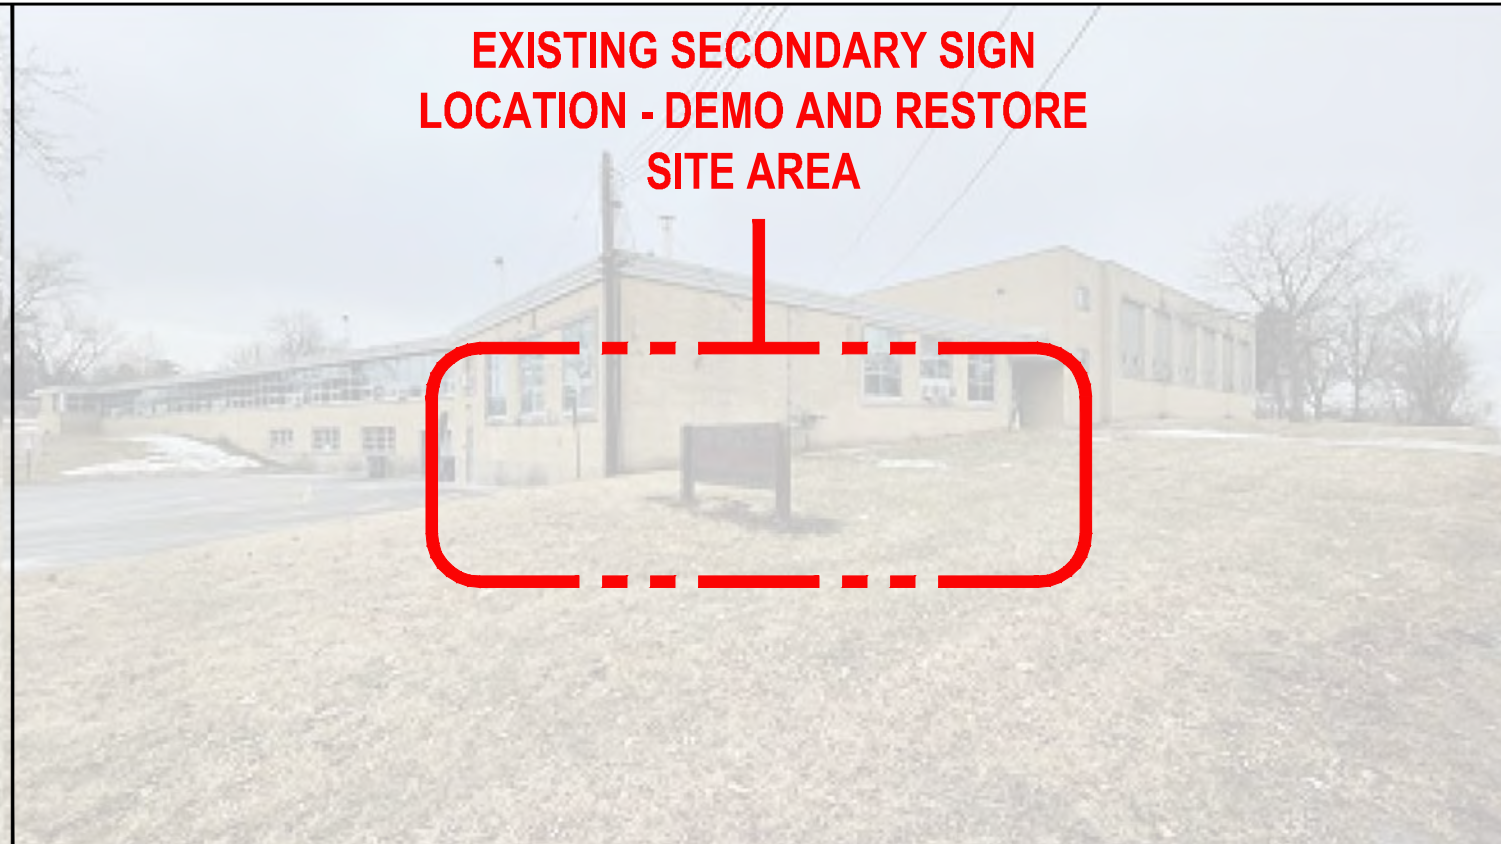 EXISTING SECONDARY SIGN
LOCATION - DEMO AND RESTORE
SITE AREA